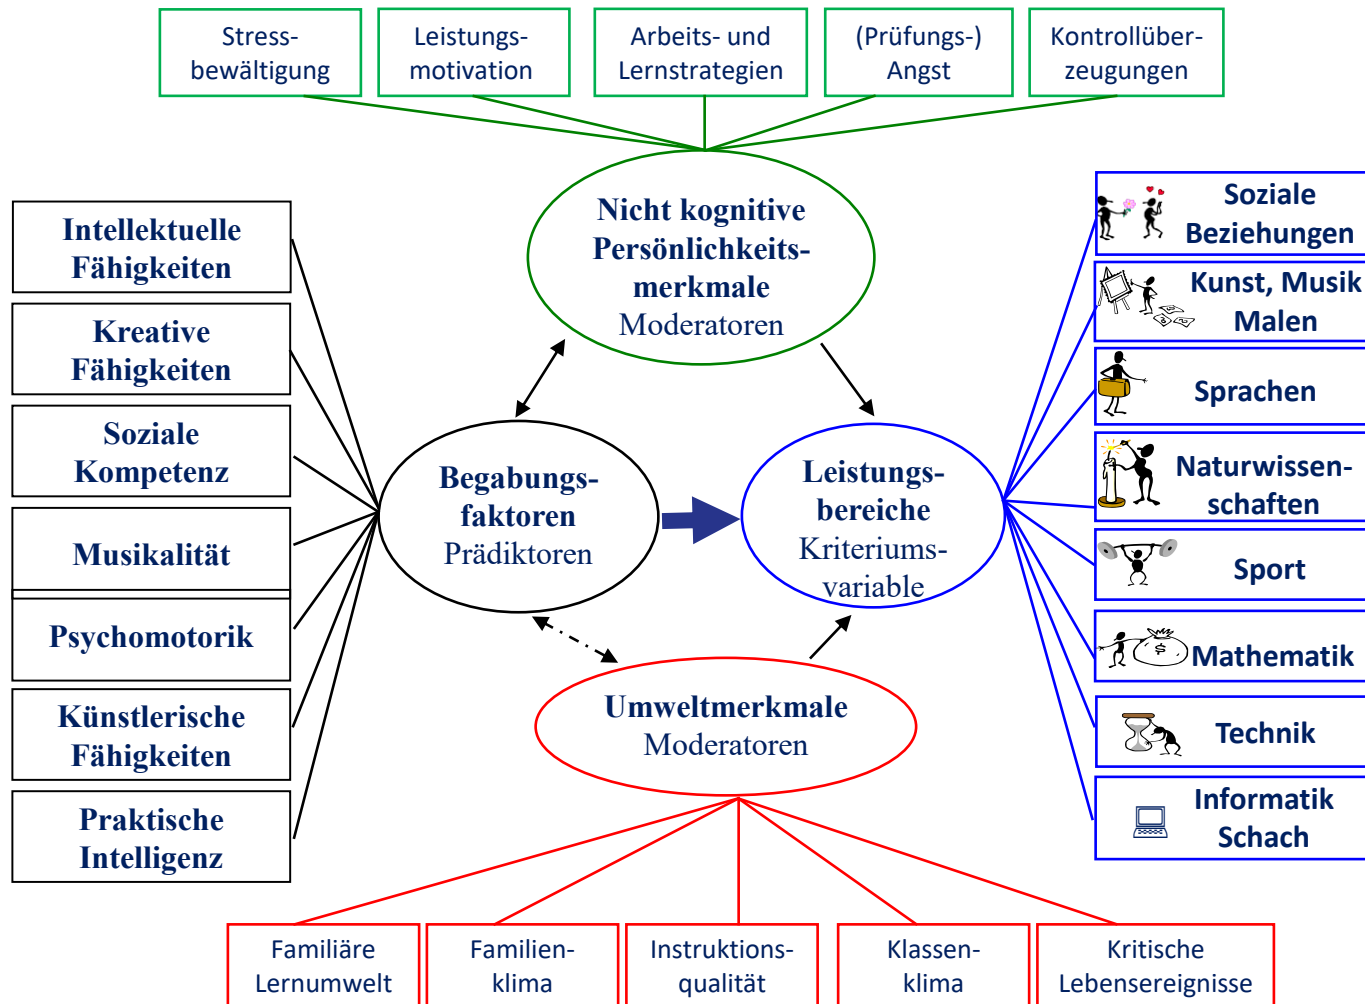 Stress-
bewältigung
Leistungs-
motivation
Arbeits- und
Lernstrategien
(Prüfungs-)
Angst
Kontrollüber-
zeugungen
Nicht kognitive
Persönlichkeits-
merkmale
Moderatoren
Intellektuelle
Fähigkeiten
Kreative
Fähigkeiten
Soziale
Kompetenz
Musikalität
Psychomotorik
Künstlerische
Fähigkeiten
Praktische
Intelligenz
Begabungs-
faktoren
Prädiktoren
Leistungs-
bereiche
Kriteriums-
variable
Soziale
Beziehungen
Kunst, Musik
Malen
Sprachen
Naturwissen-
schaften
Sport
$
Mathematik
Technik
Informatik
Schach
Umweltmerkmale
Moderatoren
Familiäre
Lernumwelt
Familien-
klima
Instruktions-
qualität
Klassen-
klima
Kritische
Lebensereignisse